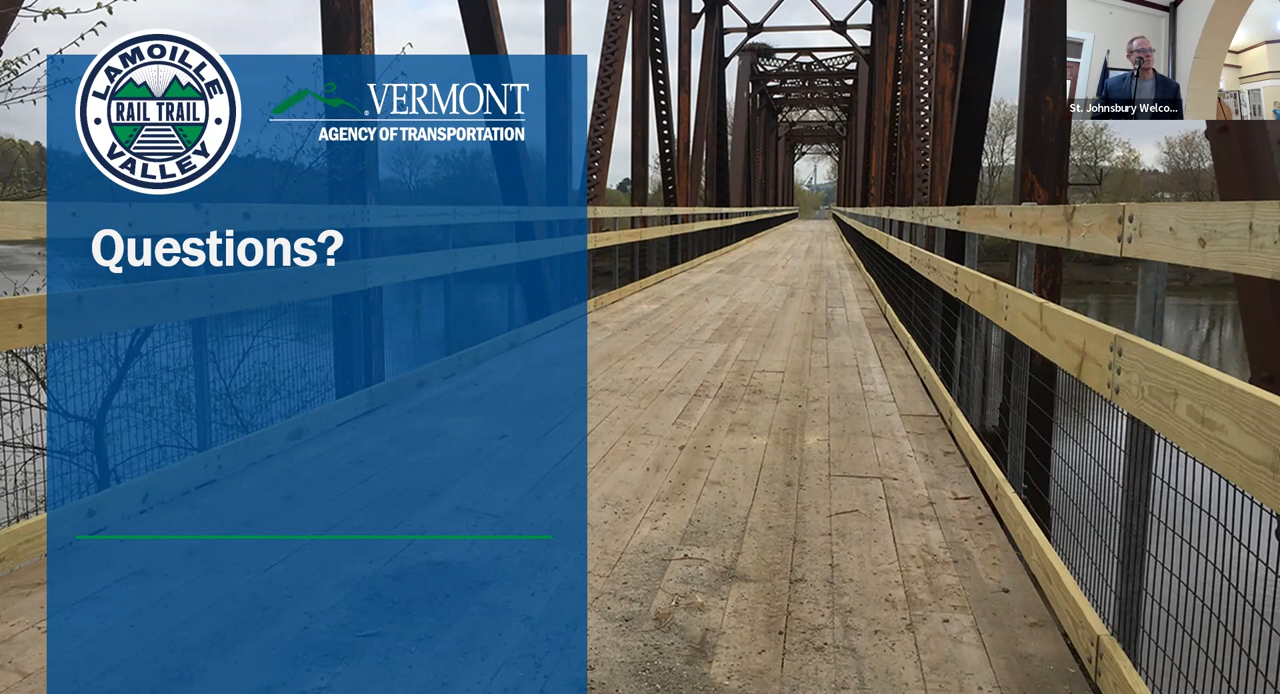 LAMOILLE
RAIL TRAIL
VALLEY
VERMONT
AGENCY OF TRANSPORTATION
Questions?
St. Johnsbury Welco...